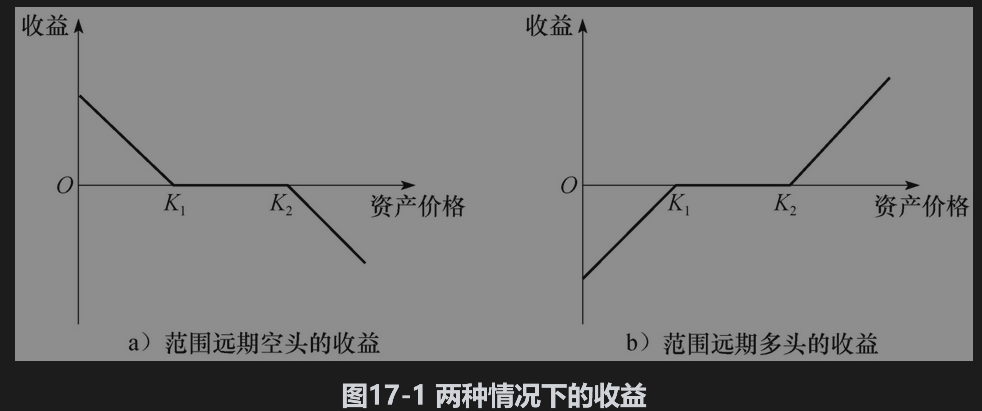 收益
O
K₁
K₂
资产价格
a）范围远期空头的收益
收益
O
K₁
K₂
资产价格
b）范围远期多头的收益
图17-1 两种情况下的收益